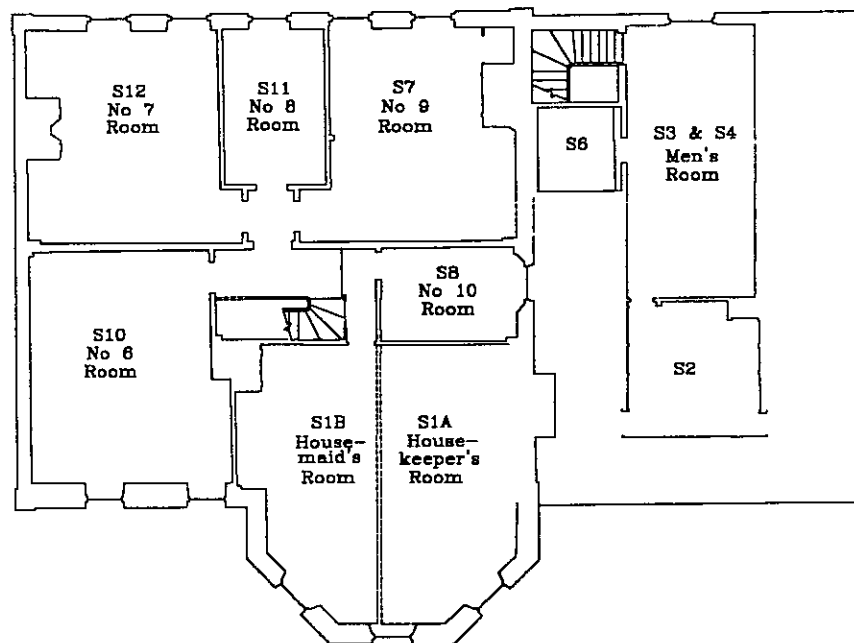 S12
No 7
Room
S11
No 8
Room
S7
No 9
Room
S6
S3 & S4
Men's
Room
S8
No 10
Room
S10
No 6
Room
S2
S1B
House-
maid's
Room
S1A
House-
keeper's
Room